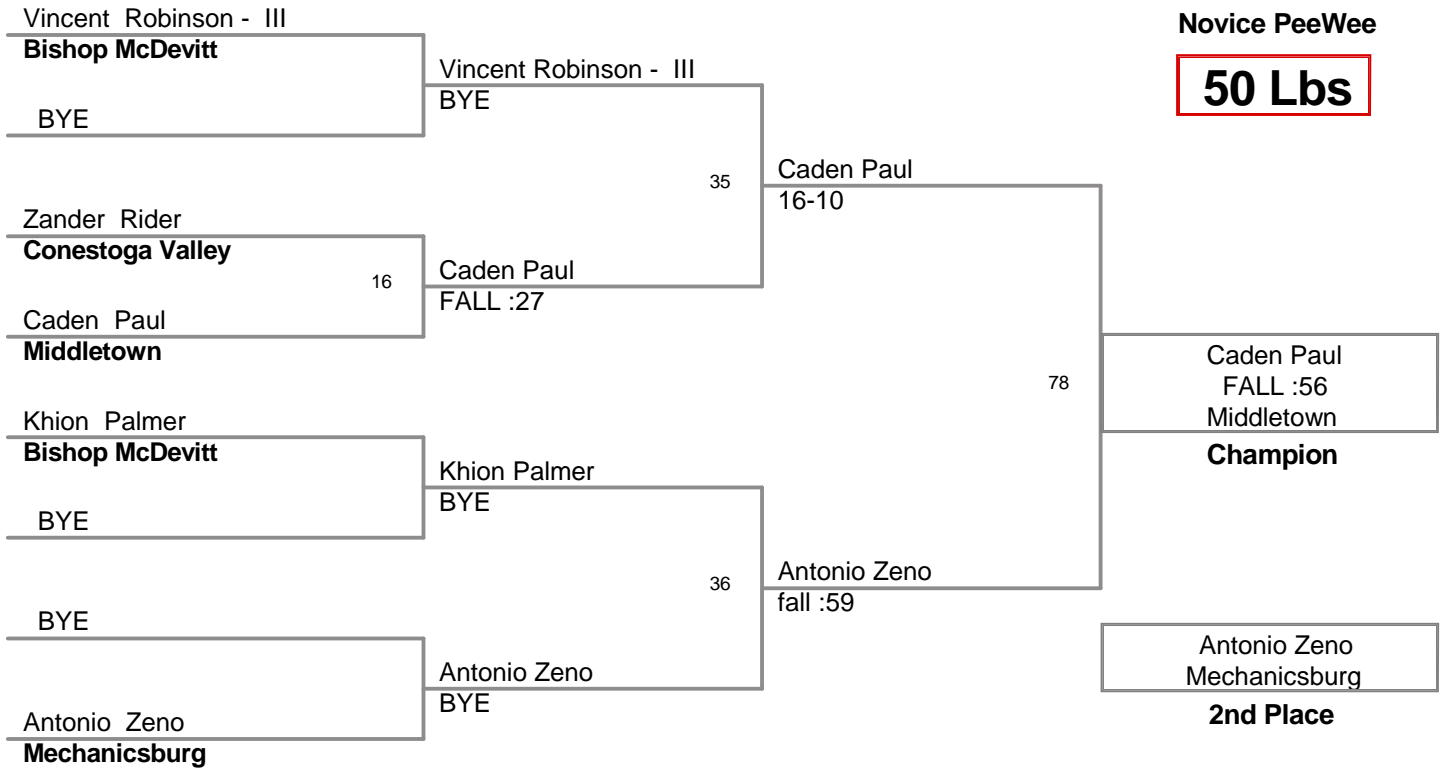 Vincent Robinson - III
Bishop McDevitt
BYE
Zander Rider
Conestoga Valley
16
Caden Paul
Middletown
Khion Palmer
Bishop McDevitt
BYE
BYE
Antonio Zeno
Mechanicsburg
Vincent Robinson - III
BYE
35
Caden Paul
FALL :27
Khion Palmer
BYE
36
Antonio Zeno
BYE
Caden Paul
16-10
78
Antonio Zeno
fall :59
Novice PeeWee
50 Lbs
Caden Paul
FALL :56
Middletown
Champion
Antonio Zeno
Mechanicsburg
2nd Place